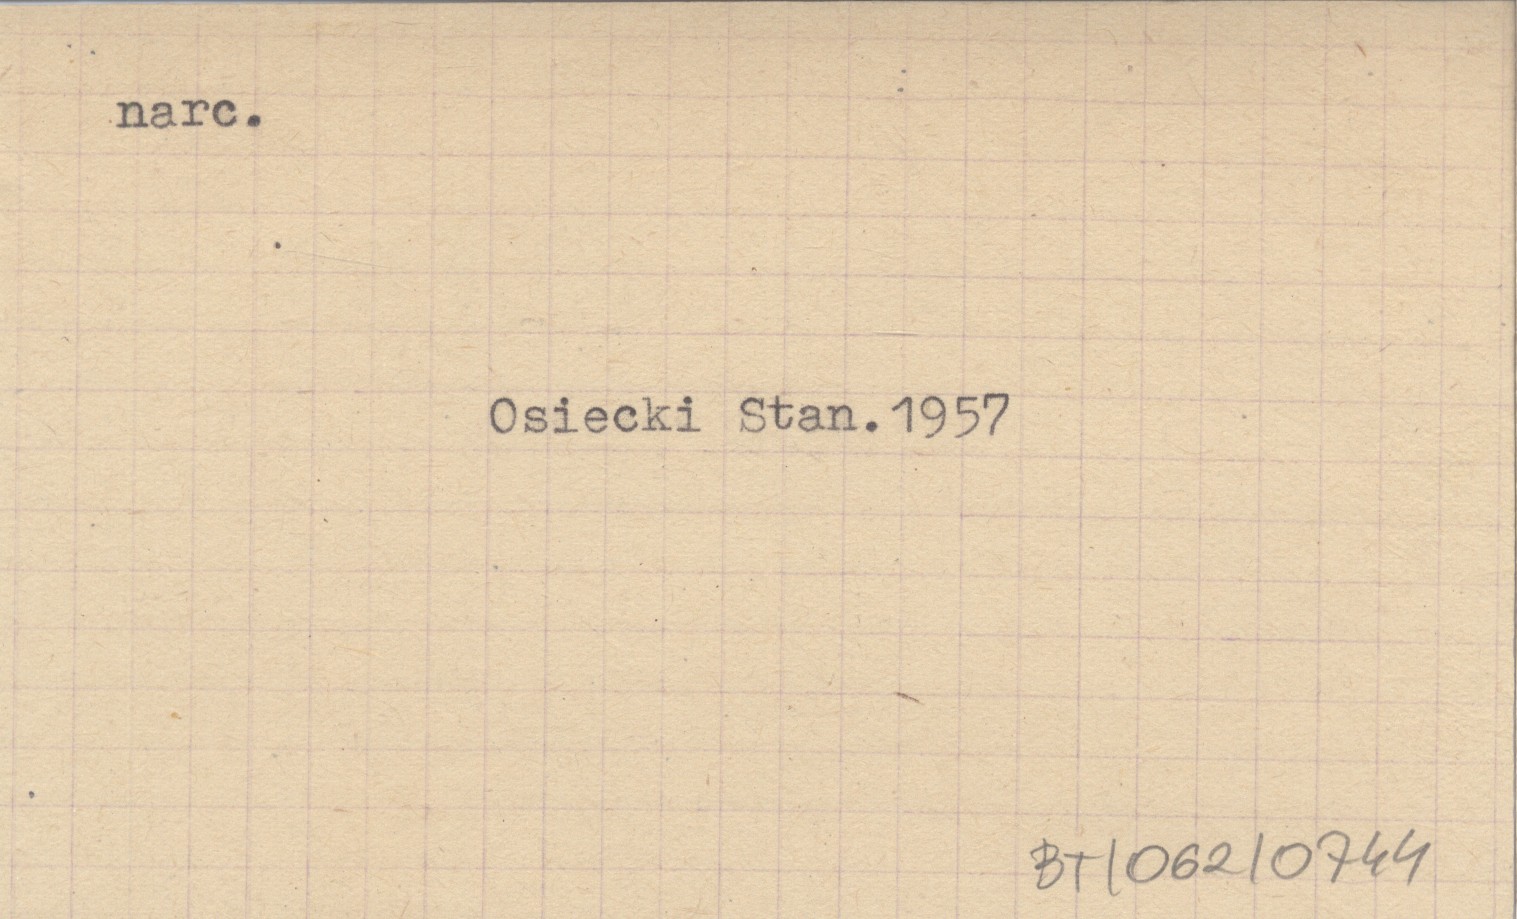 narc.
Osiecki Stan.1957
BT/062/0744